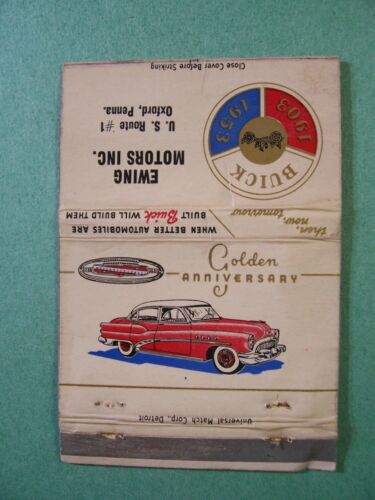 Close Cover Before Striking
EWING
MOTORS INC.
U. S. Route #1
Oxford, Penna.
BUICK
1903
1953
then,
now,
tomorrow
WHEN BETTER AUTOMOBILES ARE
BUILT Buick WILL BUILD THEM
Golden
ANNIVERSARY
Universal Match Corp., Detroit